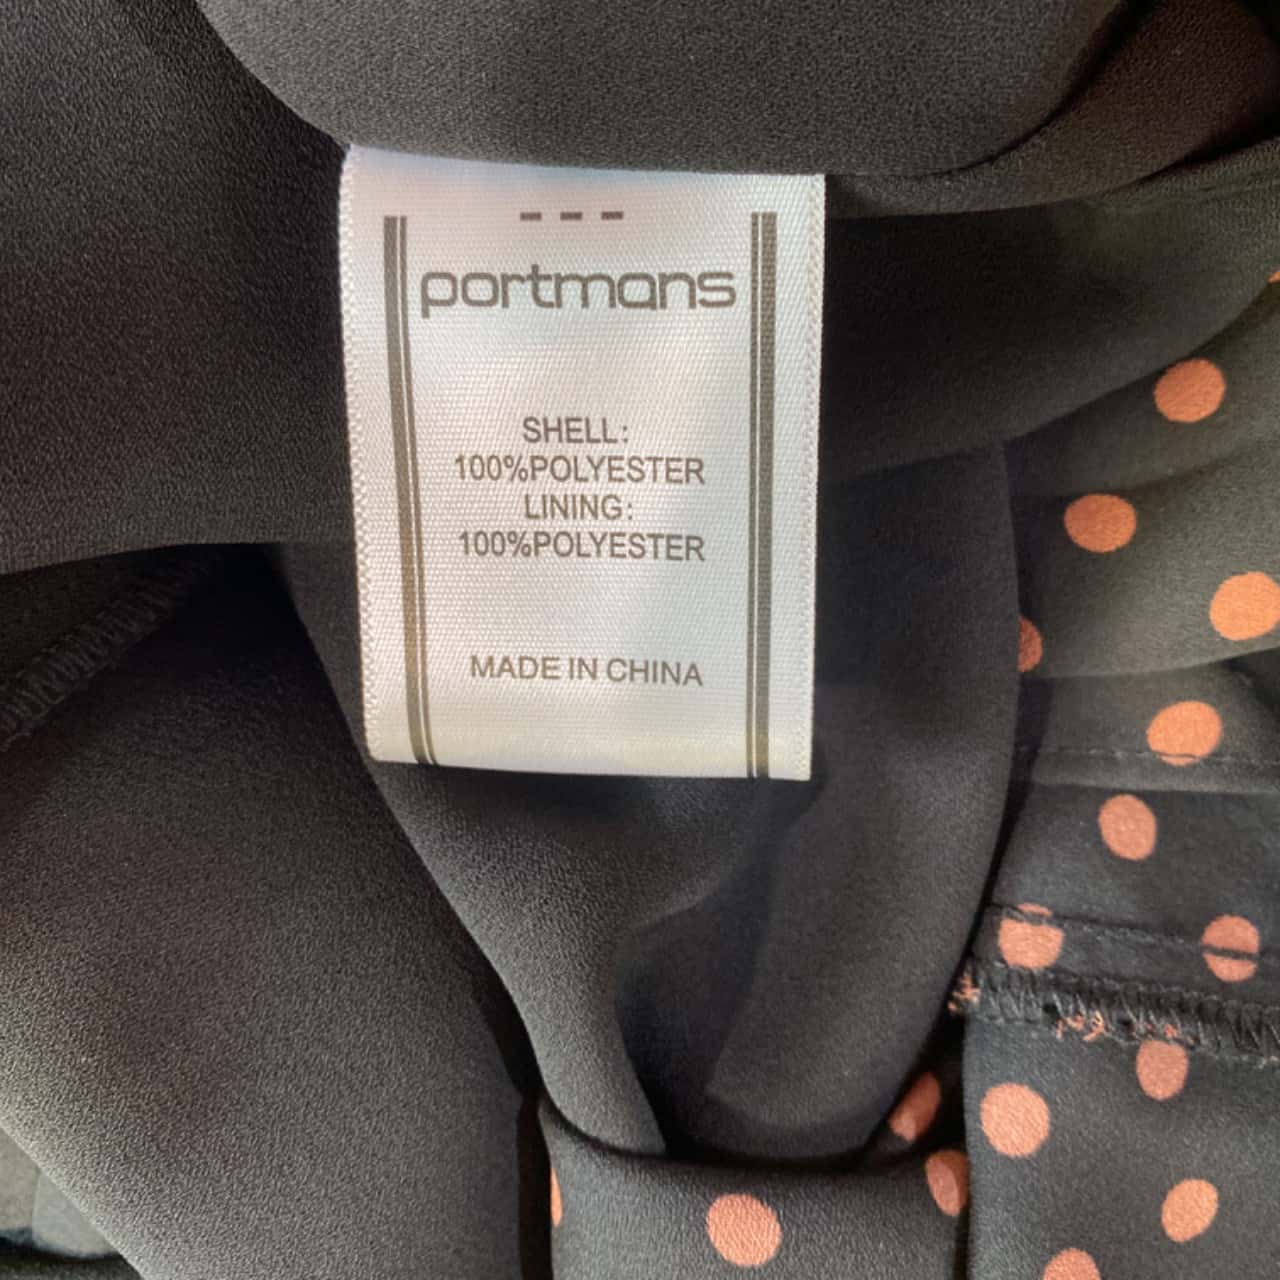 portmans
SHELL:
100%POLYESTER
LINING:
100%POLYESTER
MADE IN CHINA